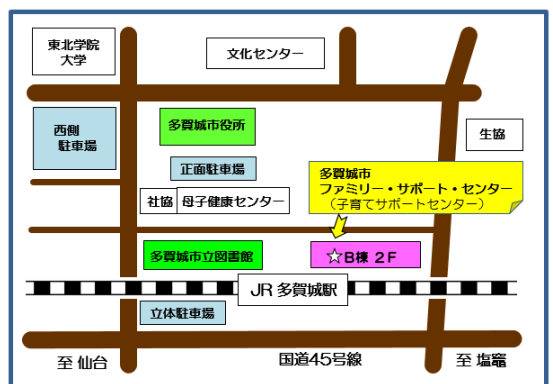 東北学院
大学
文化センター
西側
駐車場
多賀城市役所
生協
正面駐車場
多賀城市
ファミリー・サポート・センター
（子育てサポートセンター）
社協
母子健康センター
多賀城市立図書館
☆B棟 2F
JR 多賀城駅
立体駐車場
至 仙台
国道45号線
至 塩竈